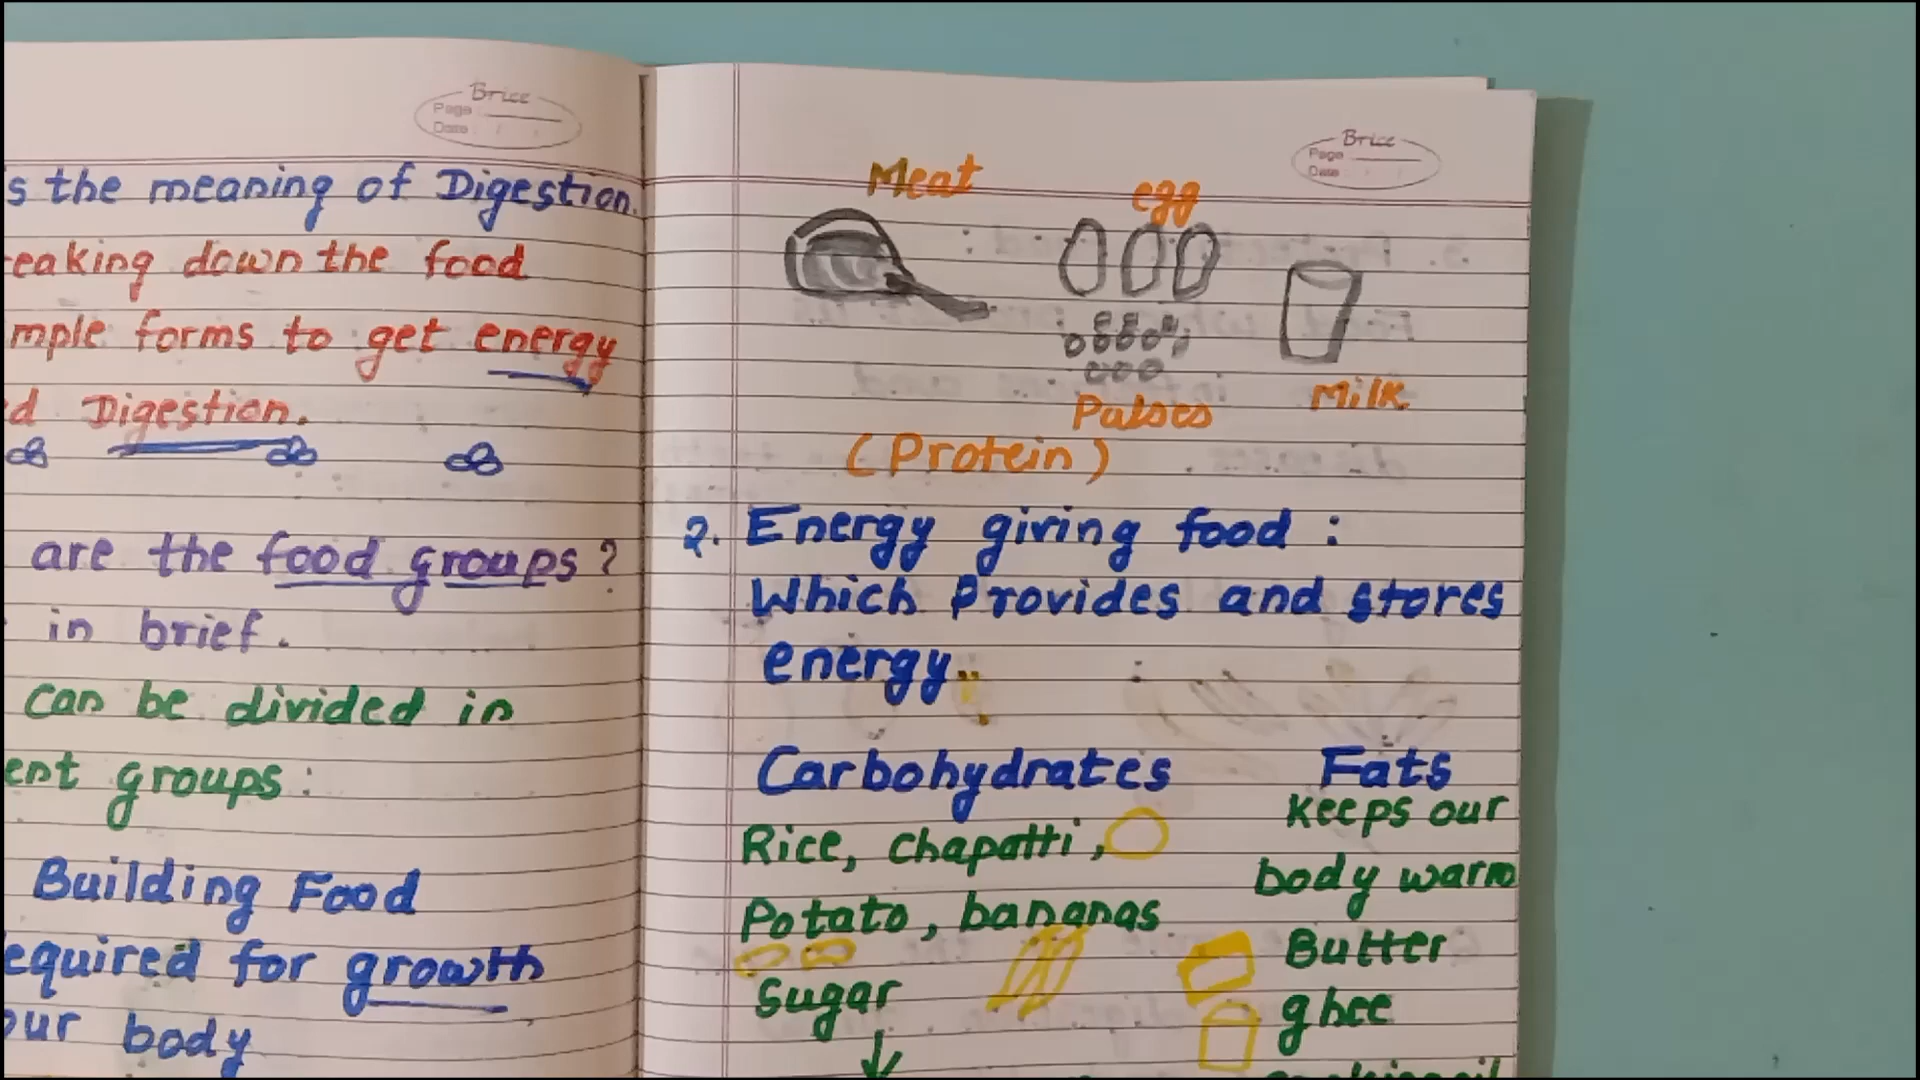 Brice
Page
Date
s the meaning of Digestion.
eaking down the food
mple forms to get energy
d Digestion.
are the food groups?
in brief.
can be divided in
ent groups:
Building Food
equired for growth
our body
Brice
Page
Date
Meat
egg
Milk
Pulses
(Protein)
2. Energy giving food :
Which Provides and stores
energy.
Carbohydrates Fats
Keeps our
Rice, chapatti,
body warm
Potato, bananas
Butter
Sugar
ghee